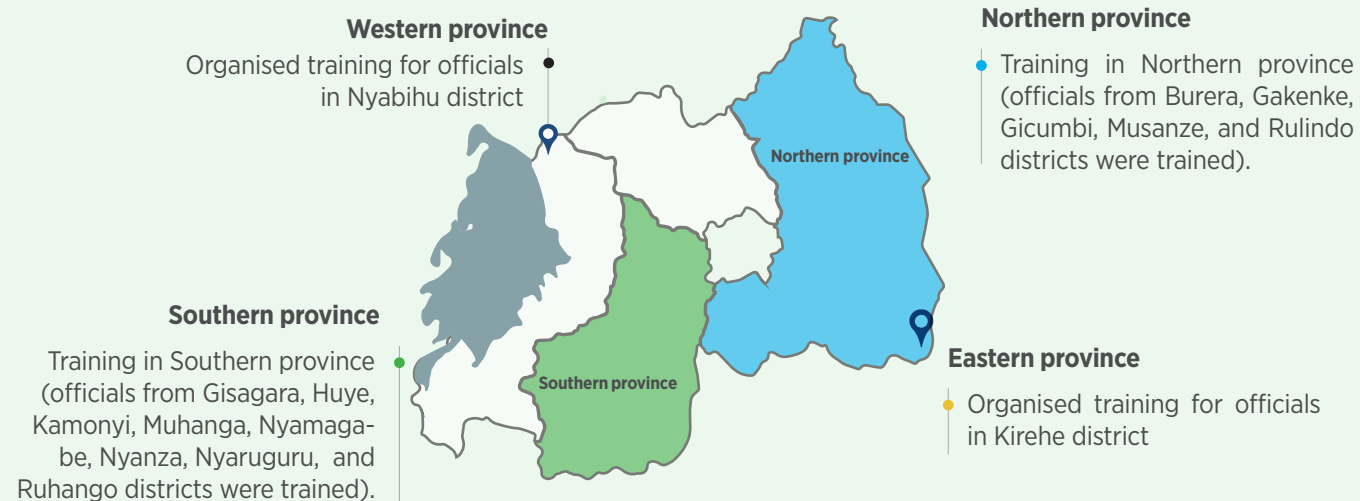 Western province
Organised training for officials
in Nyabihu district
Northern province
Training in Northern province
(officials from Burera, Gakenke,
Gicumbi, Musanze, and Rulindo
districts were trained).
Northern province
Southern province
Training in Southern province
(officials from Gisagara, Huye,
Kamonyi, Muhanga, Nyamaga-
be, Nyanza, Nyaruguru, and
Ruhango districts were trained).
Southern province
Eastern province
Organised training for officials
in Kirehe district